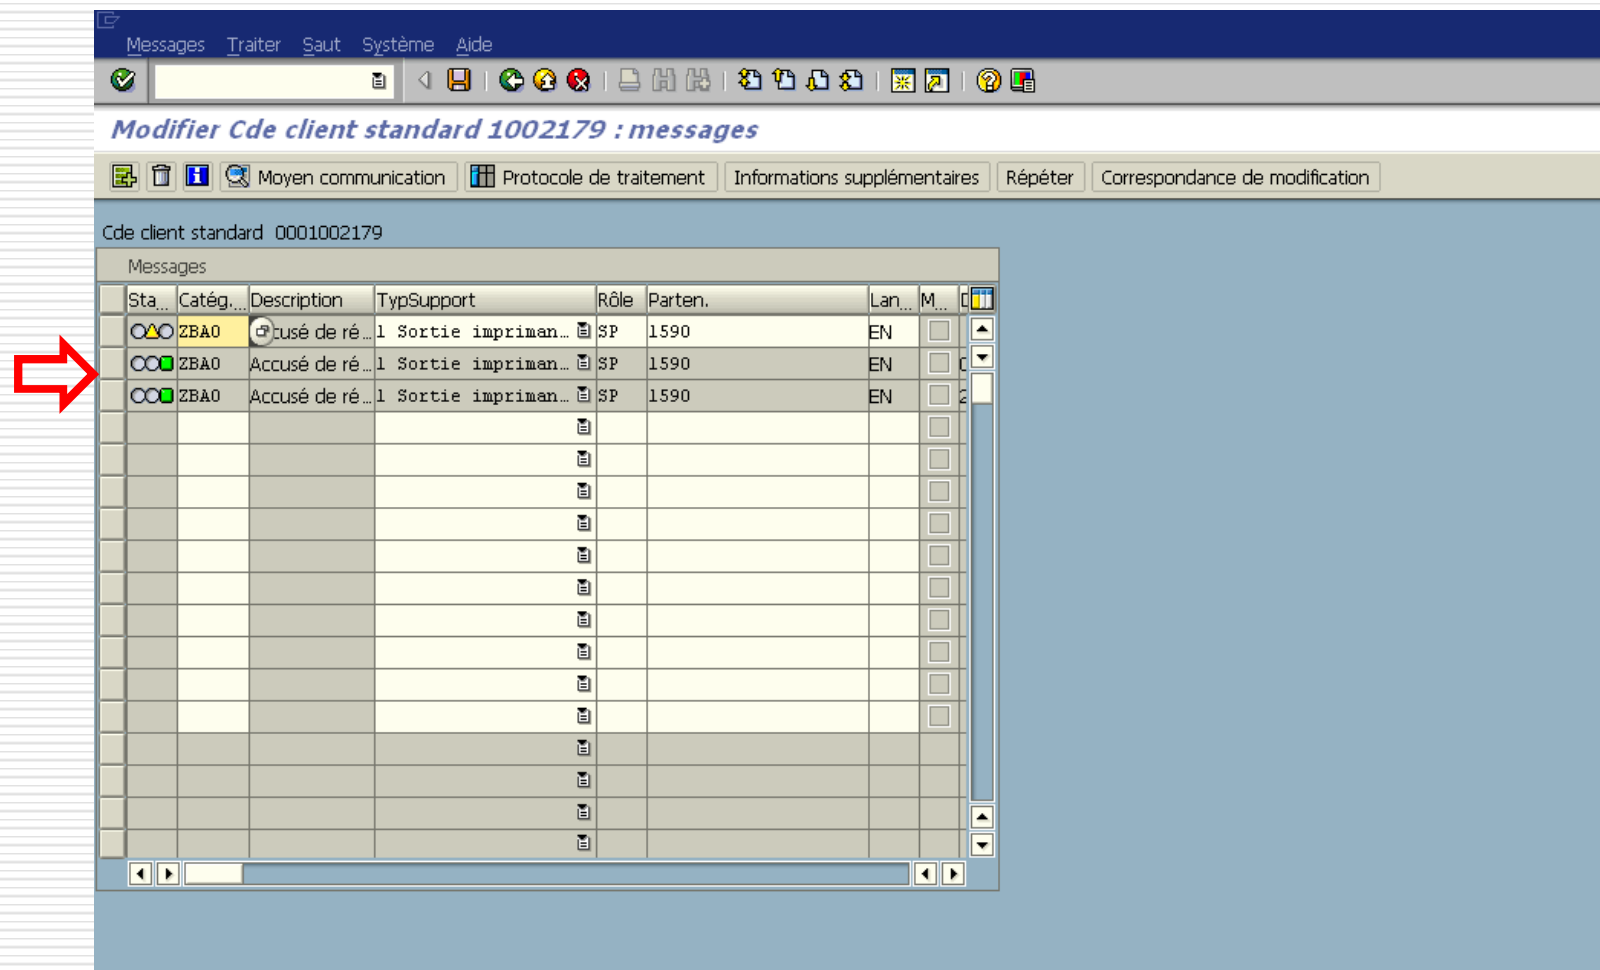 Messages Traiter Saut Système Aide
Modifier Cde client standard 1002179 : messages
Moyen communication Protocole de traitement Informations supplémentaires Répéter Correspondance de modification
Cde client standard 0001002179
Messages
Sta... Catég... Description TypSupport Rôle Parten. Lan... M...
ZBA0 cusé de ré... 1 Sortie impriman... SP 1590 EN
ZBA0 Accusé de ré... 1 Sortie impriman... SP 1590 EN
ZBA0 Accusé de ré... 1 Sortie impriman... SP 1590 EN